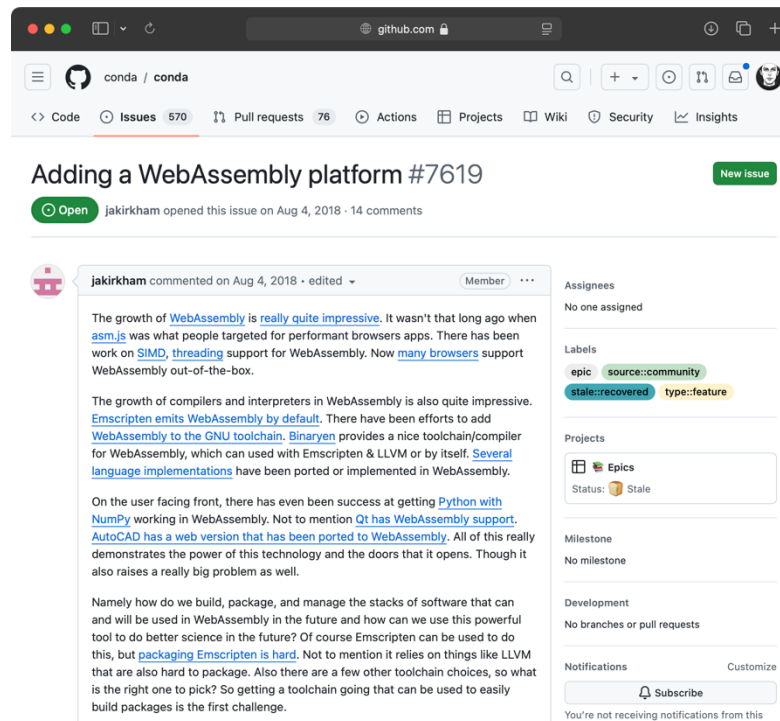 github.com
conda / conda
Code
Issues 570
Pull requests 76
Actions
Projects
Wiki
Security
Insights
Adding a WebAssembly platform #7619
New issue
Open
jakirkham opened this issue on Aug 4, 2018 · 14 comments
jakirkham commented on Aug 4, 2018 • edited
Member
The growth of WebAssembly is really quite impressive. It wasn't that long ago when
asm.js was what people targeted for performant browsers apps. There has been
work on SIMD, threading support for WebAssembly. Now many browsers support
WebAssembly out-of-the-box.
The growth of compilers and interpreters in WebAssembly is also quite impressive.
Emscripten emits WebAssembly by default. There have been efforts to add
WebAssembly to the GNU toolchain. Binaryen provides a nice toolchain/compiler
for WebAssembly, which can used with Emscripten & LLVM or by itself. Several
language implementations have been ported or implemented in WebAssembly.
On the user facing front, there has even been success at getting Python with
NumPy working in WebAssembly. Not to mention Qt has WebAssembly support.
AutoCAD has a web version that has been ported to WebAssembly. All of this really
demonstrates the power of this technology and the doors that it opens. Though it
also raises a really big problem as well.
Namely how do we build, package, and manage the stacks of software that can
and will be used in WebAssembly in the future and how can we use this powerful
tool to do better science in the future? Of course Emscripten can be used to do
this, but packaging Emscripten is hard. Not to mention it relies on things like LLVM
that are also hard to package. Also there are a few other toolchain choices, so what
is the right one to pick? So getting a toolchain going that can be used to easily
build packages is the first challenge.
Assignees
No one assigned
Labels
epic
source::community
stale::recovered
type::feature
Projects
Epics
Status: Stale
Milestone
No milestone
Development
No branches or pull requests
Notifications
Customize
Subscribe
You're not receiving notifications from this